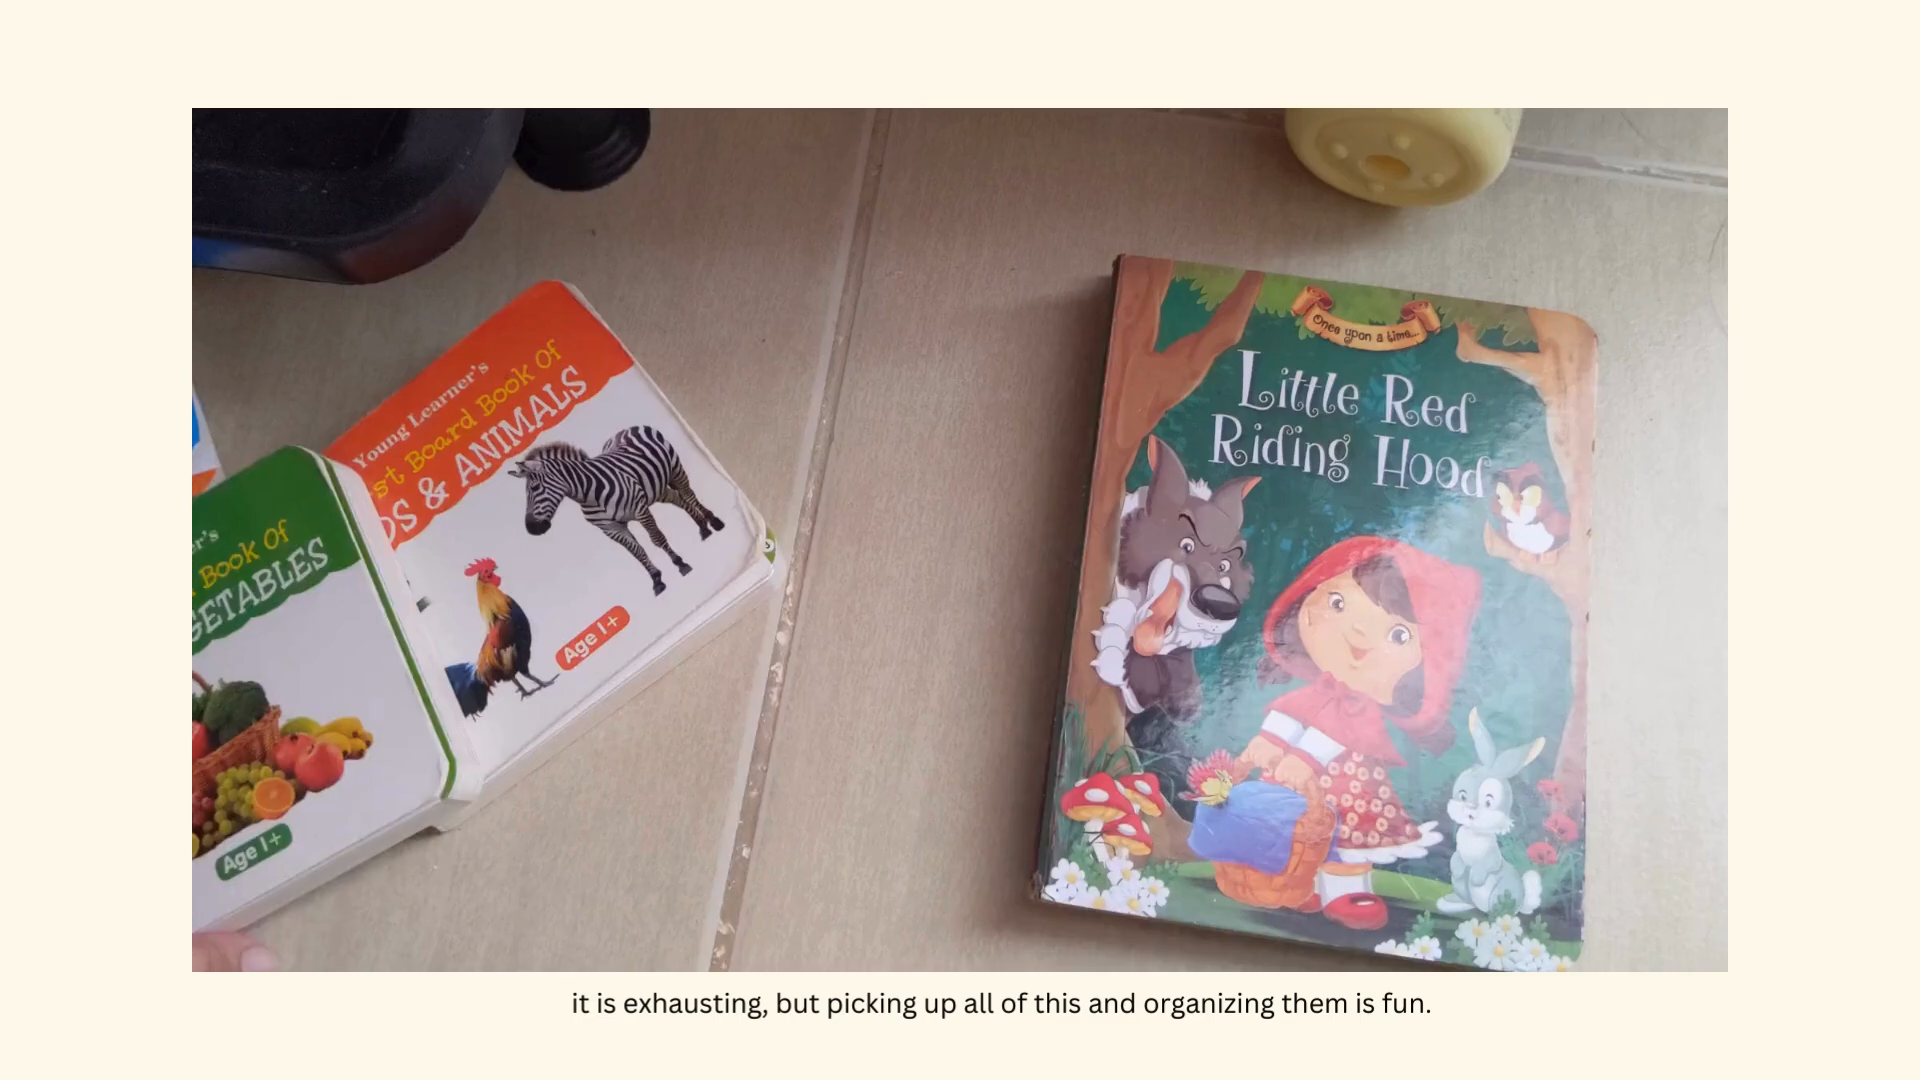 Young Learner's
Board Book Of
& ANIMALS
Age 1+
Book Of
Age 1+
Once upon a time...
Little Red
Riding Hood
it is exhausting, but picking up all of this and organizing them is fun.